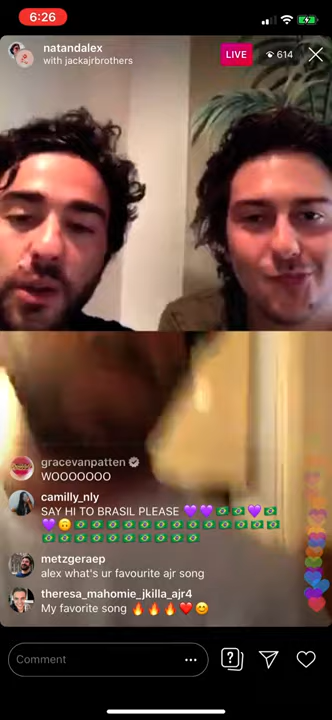 6:26
natandalex
with jackajrbrothers
LIVE
614
gracevanpatten
WOOOOOOO
camilly_nly
SAY HI TO BRASIL PLEASE 💜💜🇧🇷🇧🇷💜🇧🇷
💜🙃🇧🇷🇧🇷🇧🇷🇧🇷🇧🇷🇧🇷🇧🇷🇧🇷🇧🇷🇧🇷🇧🇷🇧🇷🇧🇷
🇧🇷🇧🇷🇧🇷🇧🇷🇧🇷🇧🇷🇧🇷🇧🇷🇧🇷🇧🇷
metzgeraep
alex what's ur favourite ajr song
theresa_mahomie_jkilla_ajr4
My favorite song 🔥🔥🔥❤️😊
Comment